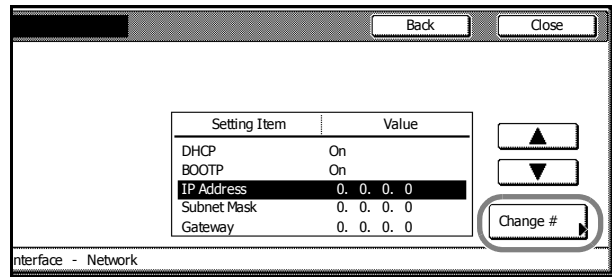 Back Close
Setting Item Value
DHCP On
BOOTP On
IP Address 0. 0. 0. 0
Subnet Mask 0. 0. 0. 0
Gateway 0. 0. 0. 0
Change #
nterface - Network